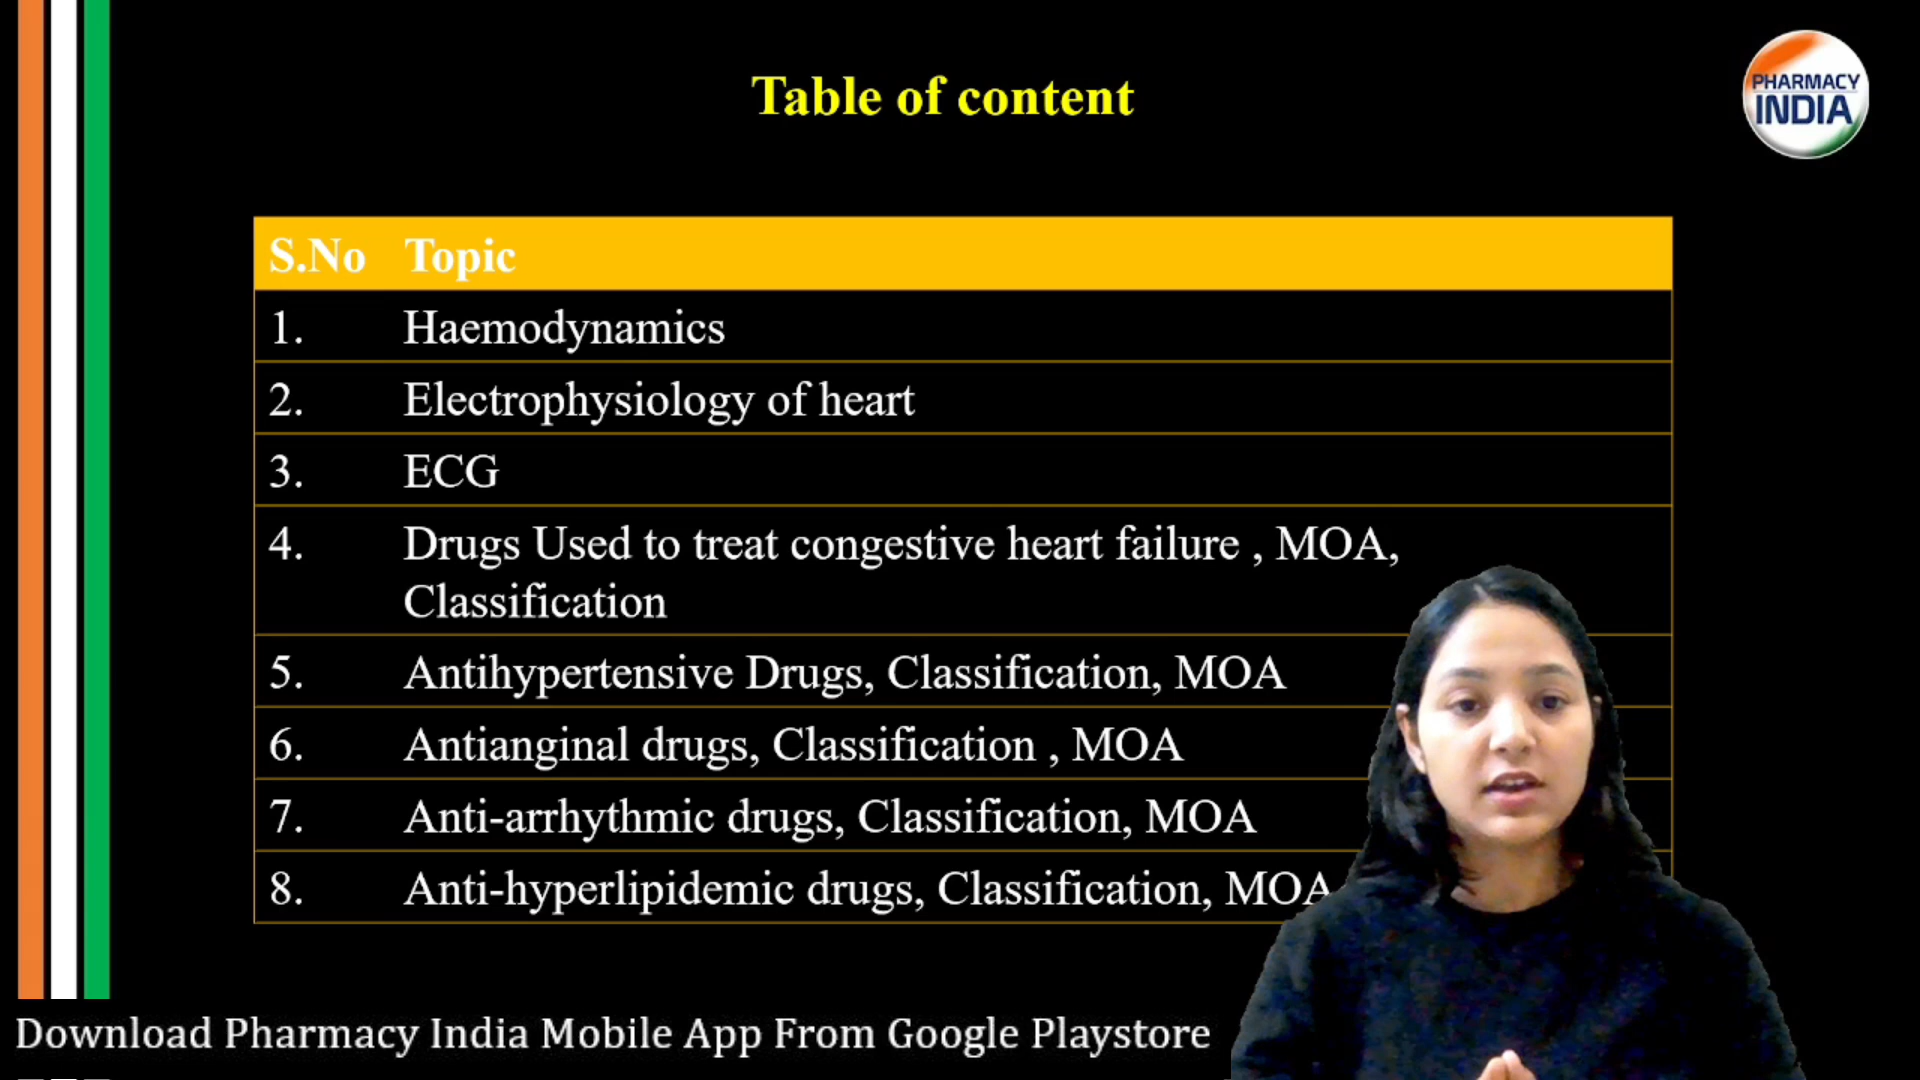 Table of content
PHARMACY
INDIA
S.No Topic
1. Haemodynamics
2. Electrophysiology of heart
3. ECG
4. Drugs Used to treat congestive heart failure , MOA,
Classification
5. Antihypertensive Drugs, Classification, MOA
6. Antianginal drugs, Classification , MOA
7. Anti-arrhythmic drugs, Classification, MOA
8. Anti-hyperlipidemic drugs, Classification, MOA
Download Pharmacy India Mobile App From Google Playstore